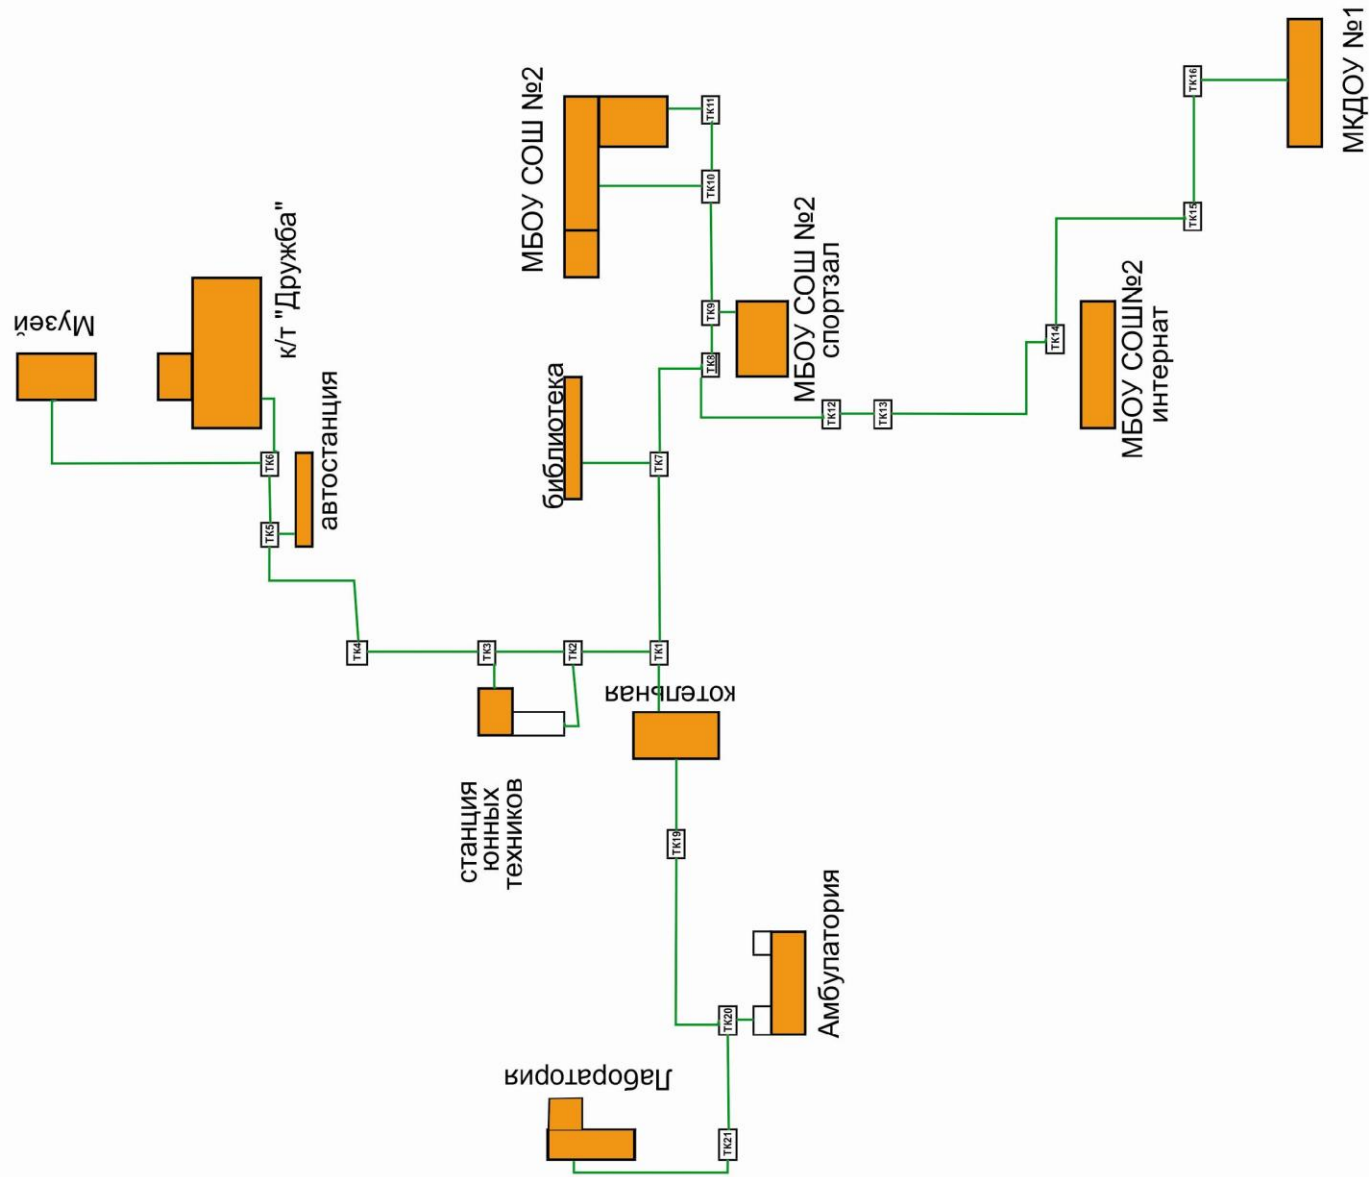 Музей
к/т "Дружба"
автостанция
ТК6
ТК5
ТК4
ТК3
ТК2
ТК1
станция
юнных
техников
котельная
библиотека
ТК7
МБОУ СОШ №2
ТК11
ТК10
ТК9
ТК8
МБОУ СОШ №2
спортзал
ТК12
ТК13
ТК14
МБОУ СОШ№2
интернат
ТК15
ТК16
МКДОУ №1
ТК19
ТК20
Амбулатория
Лаборатория
ТК21